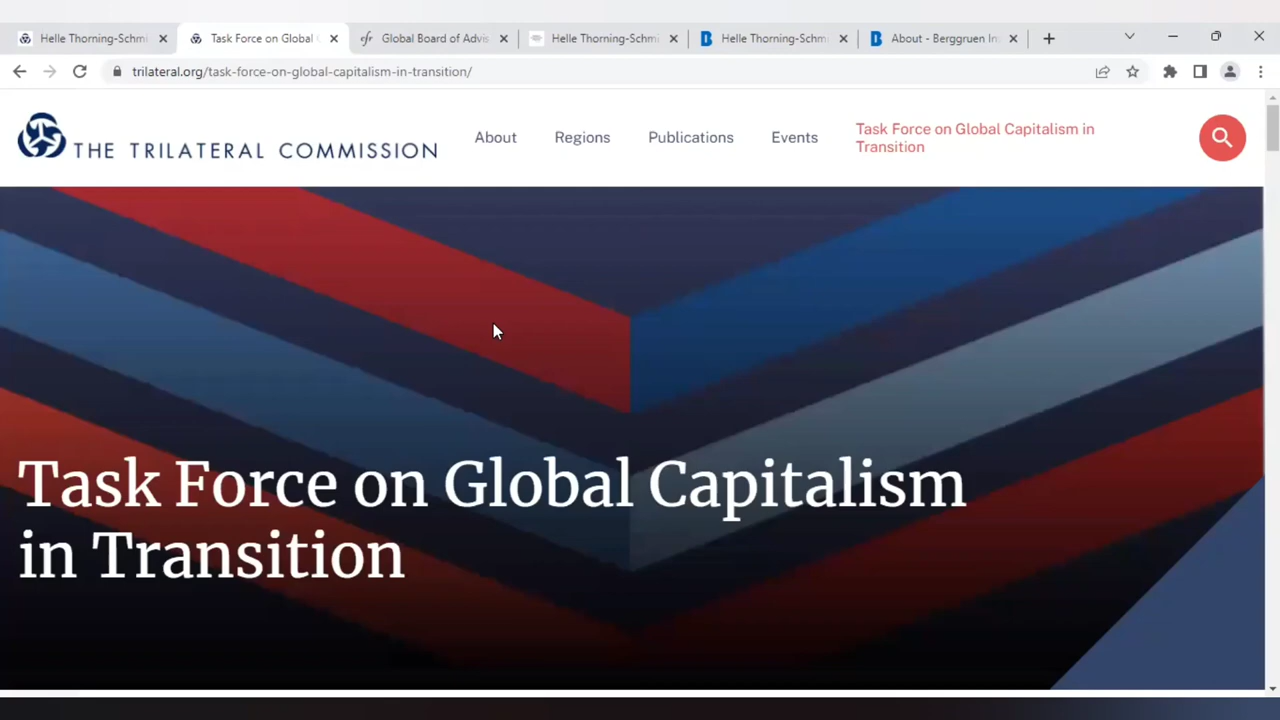 Helle Thorning-Schmi
Task Force on Global
Global Board of Advis
Helle Thorning-Schmi
Helle Thorning-Schmi
About - Berggruen In
trilateral.org/task-force-on-global-capitalism-in-transition/
THE TRILATERAL COMMISSION
About
Regions
Publications
Events
Task Force on Global Capitalism in
Transition
Task Force on Global Capitalism
in Transition